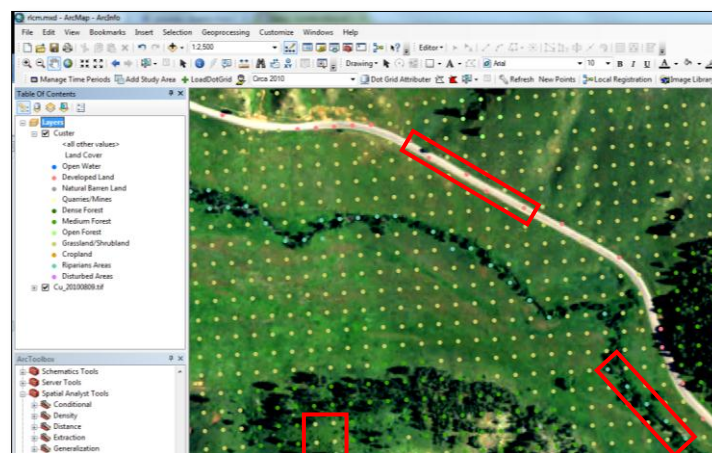 rlcm.mxd - ArcMap - ArcInfo
File Edit View Bookmarks Insert Selection Geoprocessing Customize Windows Help
1:2,500 Editor
Drawing Arial 10 B I U A
Manage Time Periods Add Study Area LoadDotGrid Circa 2010 Dot Grid Attributer Refresh New Points Local Registration Image Library
Table Of Contents
Layers
Custer
<all other values>
Land Cover
Open Water
Developed Land
Natural Barren Land
Quarries/Mines
Dense Forest
Medium Forest
Open Forest
Grassland/Shrubland
Cropland
Riparians Areas
Disturbed Areas
Cu_20100809.tif
ArcToolbox
Schematics Tools
Server Tools
Spatial Analyst Tools
Conditional
Density
Distance
Extraction
Generalization